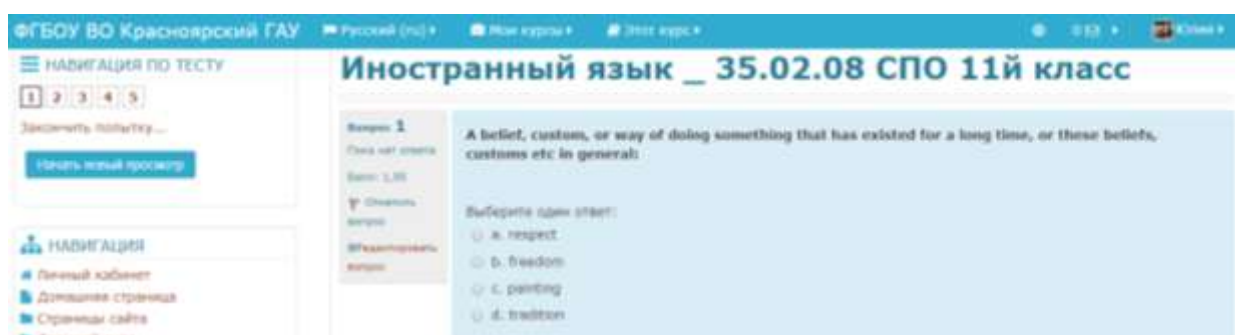 ФГБОУ ВО Красноярский ГАУ
Русский (ru)
Мои курсы
Этот курс
Юлия
НАВИГАЦИЯ ПО ТЕСТУ
1 2 3 4 5
Закончить попытку...
Начать новый просмотр
НАВИГАЦИЯ
Личный кабинет
Домашняя страница
Страницы сайта
Иностранный язык _ 35.02.08 СПО 11й класс
Вопрос 1
Пока нет ответа
Балл: 1,00
Отметить
вопрос
Редактировать
вопрос
A belief, custom, or way of doing something that has existed for a long time, or these beliefs,
customs etc in general:
Выберите один ответ:
a. respect
b. freedom
c. painting
d. tradition